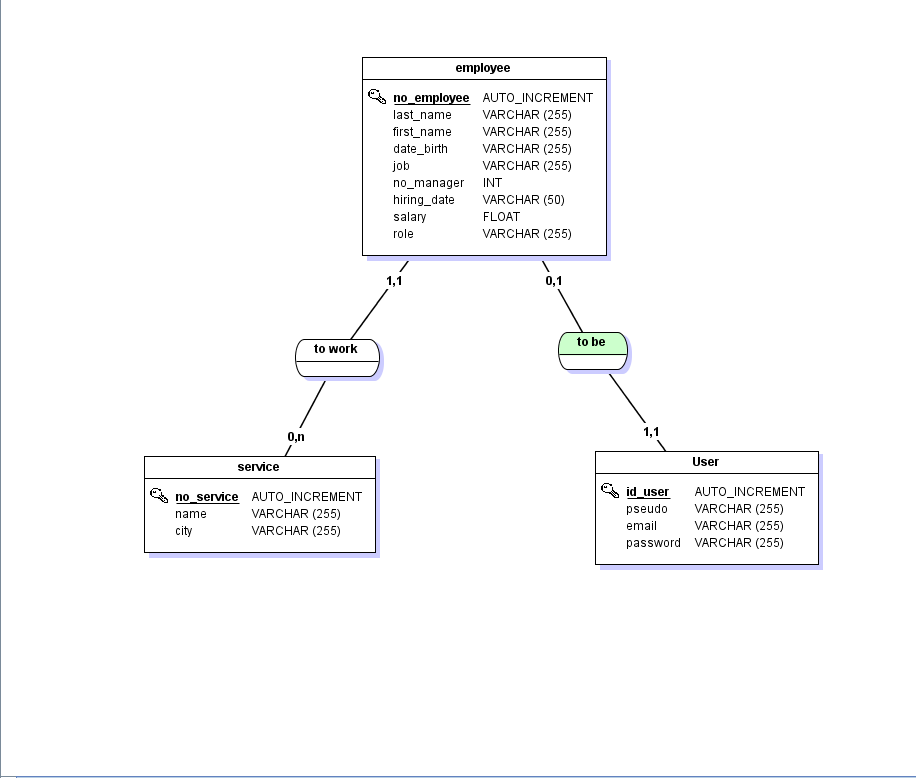 employee
no_employee AUTO_INCREMENT
last_name VARCHAR (255)
first_name VARCHAR (255)
date_birth VARCHAR (255)
job VARCHAR (255)
no_manager INT
hiring_date VARCHAR (50)
salary FLOAT
role VARCHAR (255)
1,1
0,1
to work
to be
0,n
1,1
service
no_service AUTO_INCREMENT
name VARCHAR (255)
city VARCHAR (255)
User
id_user AUTO_INCREMENT
pseudo VARCHAR (255)
email VARCHAR (255)
password VARCHAR (255)